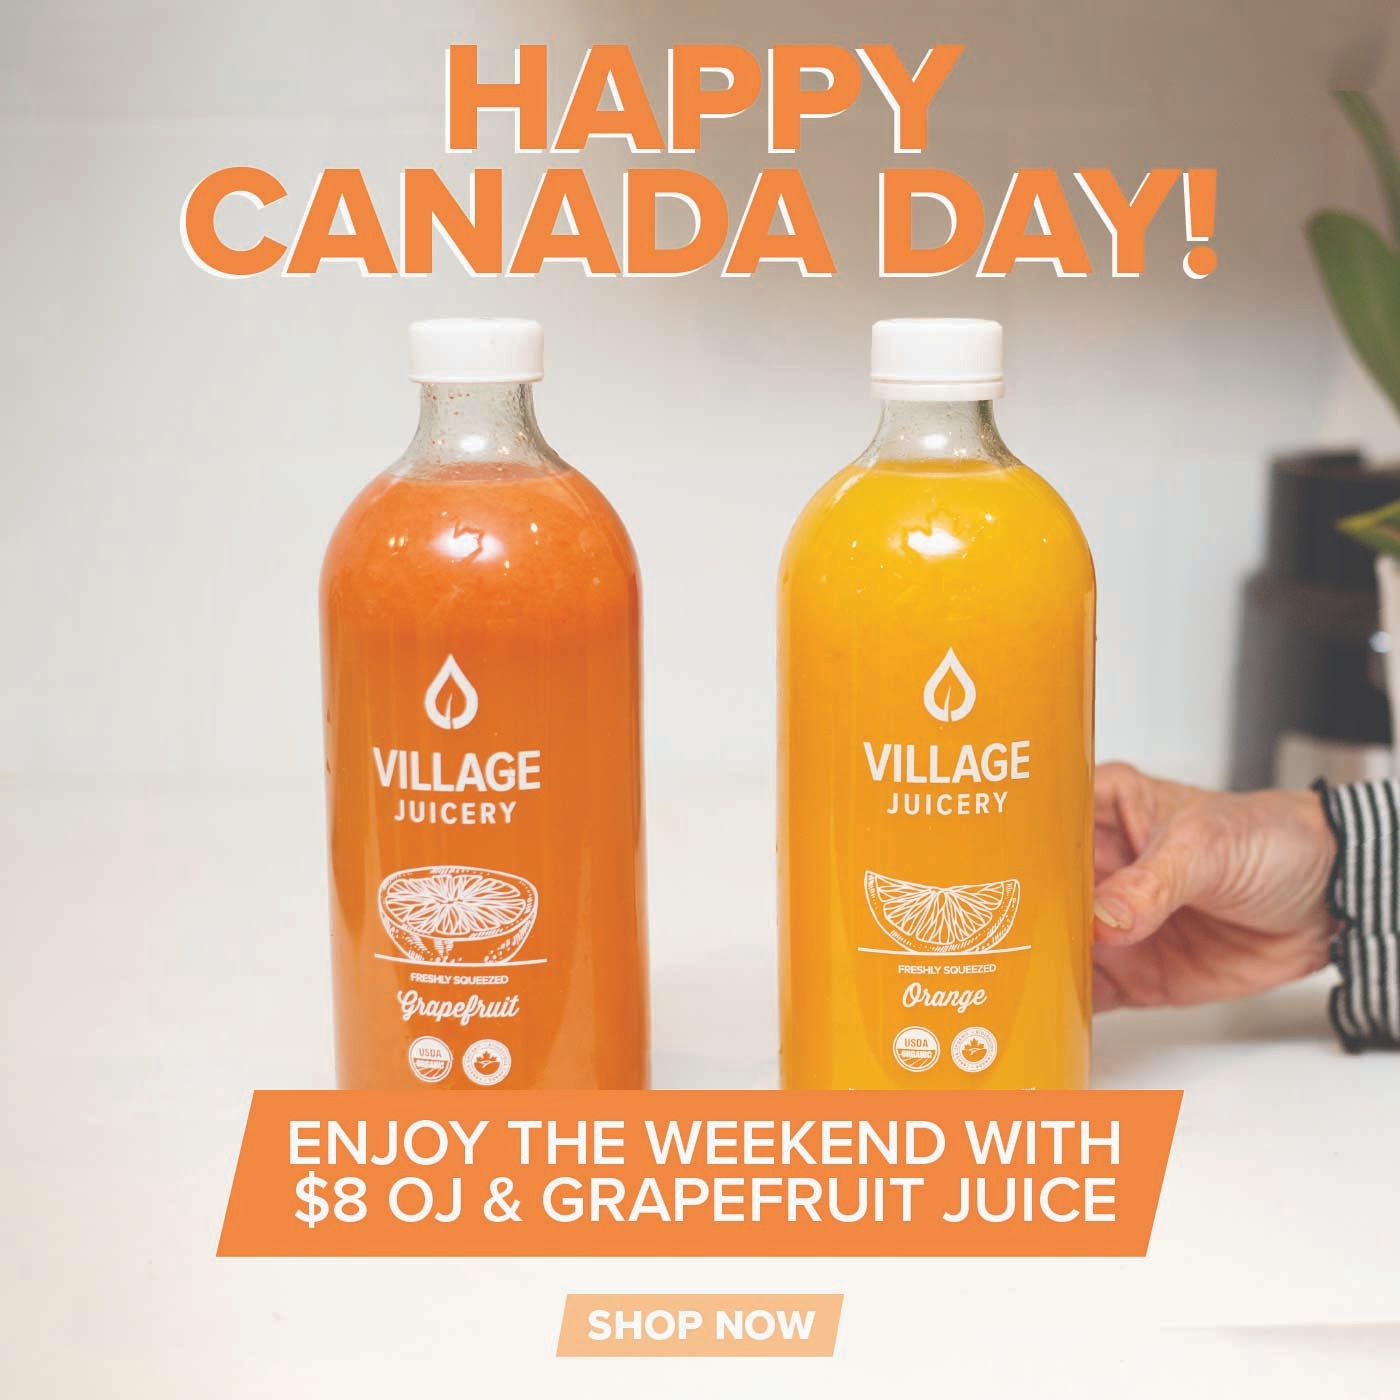 HAPPY
CANADA DAY!
VILLAGE
JUICERY
FRESHLY SQUEEZED
Grapefruit
USDA
ORGANIC
VILLAGE
JUICERY
FRESHLY SQUEEZED
Orange
USDA
ORGANIC
ENJOY THE WEEKEND WITH
$8 OJ & GRAPEFRUIT JUICE
SHOP NOW